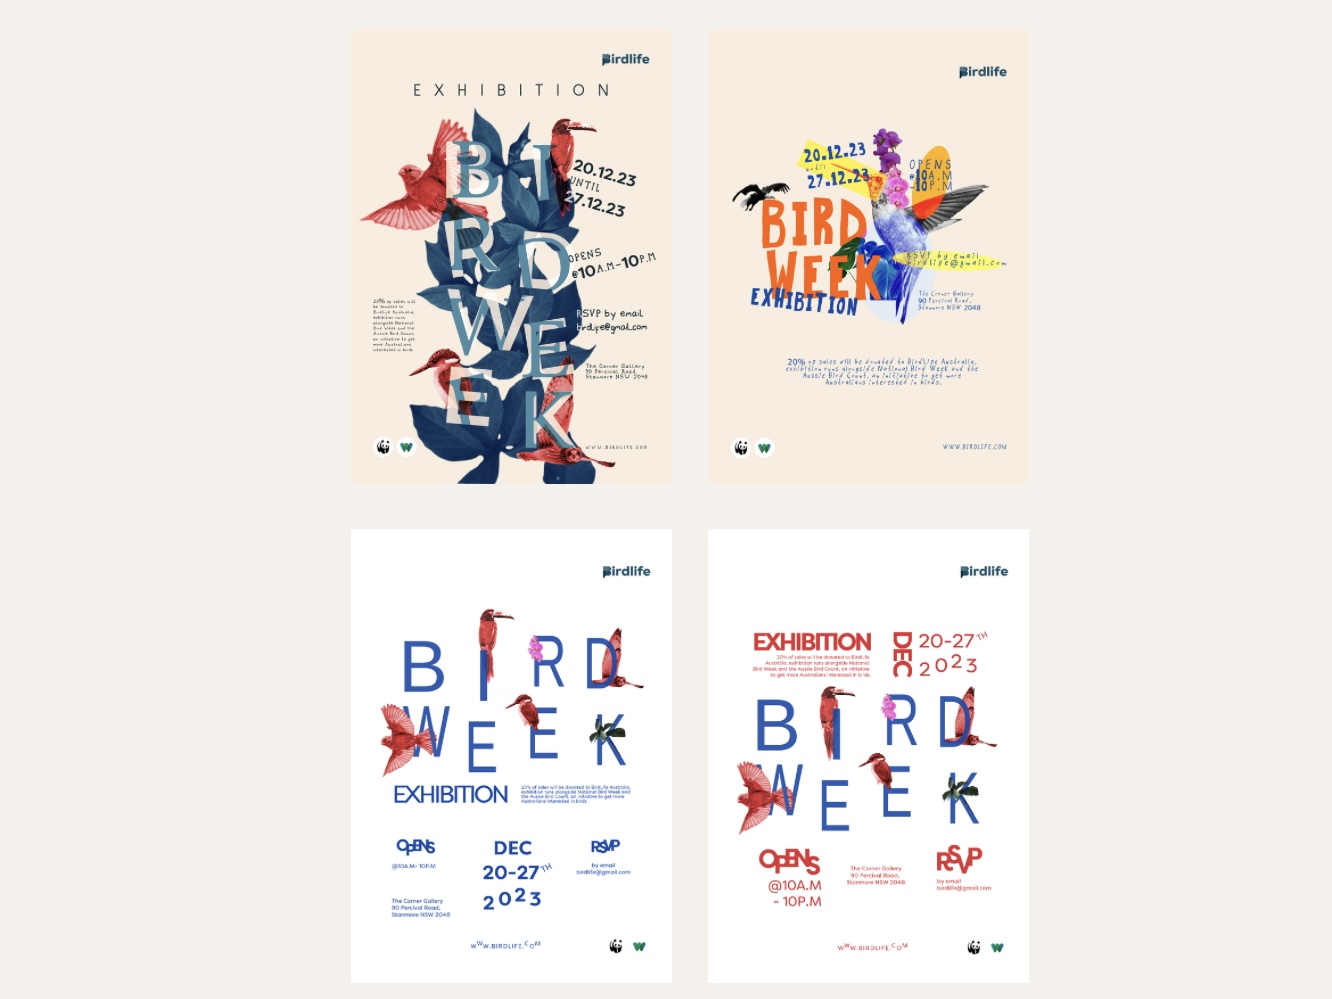 Birdlife
EXHIBITION
BIRD WEEK
20.12.23
UNTIL
27.12.23
OPENS
@10A.M-10P.M
RSVP by email
birdlife@gmail.com
The Corner Gallery
90 Percival Road,
Stanmore NSW 2048
20% of sales will
be donated to
Birdlife Australia,
exhibition runs
alongside National
Bird Week and the
Aussie Bird Count,
an initiative to get
more Australians
interested in birds.
WWW.BIRDLIFE.COM
Birdlife
20.12.23
until
27.12.23
OPENS
@10A.M
-10P.M
BIRD
WEEK
EXHIBITION
RSVP by email
birdlife@gmail.com
The Corner Gallery
90 Percival Road,
Stanmore NSW 2048
20% of sales will be donated to BirdLife Australia,
exhibition runs alongside National Bird Week and the
Aussie Bird Count, an initiative to get more
Australians interested in birds.
WWW.BIRDLIFE.COM
Birdlife
BIRD
WEEK
EXHIBITION
20% of sales will be donated to BirdLife Australia,
exhibition runs alongside National Bird Week and
the Aussie Bird Count, an initiative to get more
Australians interested in birds.
OPENS
@10A.M- 10P.M
DEC
20-27TH
2023
RSVP
by email
birdlife@gmail.com
The Corner Gallery
90 Percival Road,
Stanmore NSW 2048
WWW.BIRDLIFE.COM
Birdlife
EXHIBITION
20% of sales will be donated to BirdLife
Australia, exhibition runs alongside National
Bird Week and the Aussie Bird Count, an initiative
to get more Australians interested in birds.
DEC
20-27TH
2023
BIRD
WEEK
OPENS
@10A.M
- 10P.M
The Corner Gallery
90 Percival Road,
Stanmore NSW 2048
RSVP
by email
birdlife@gmail.com
WWW.BIRDLIFE.COM